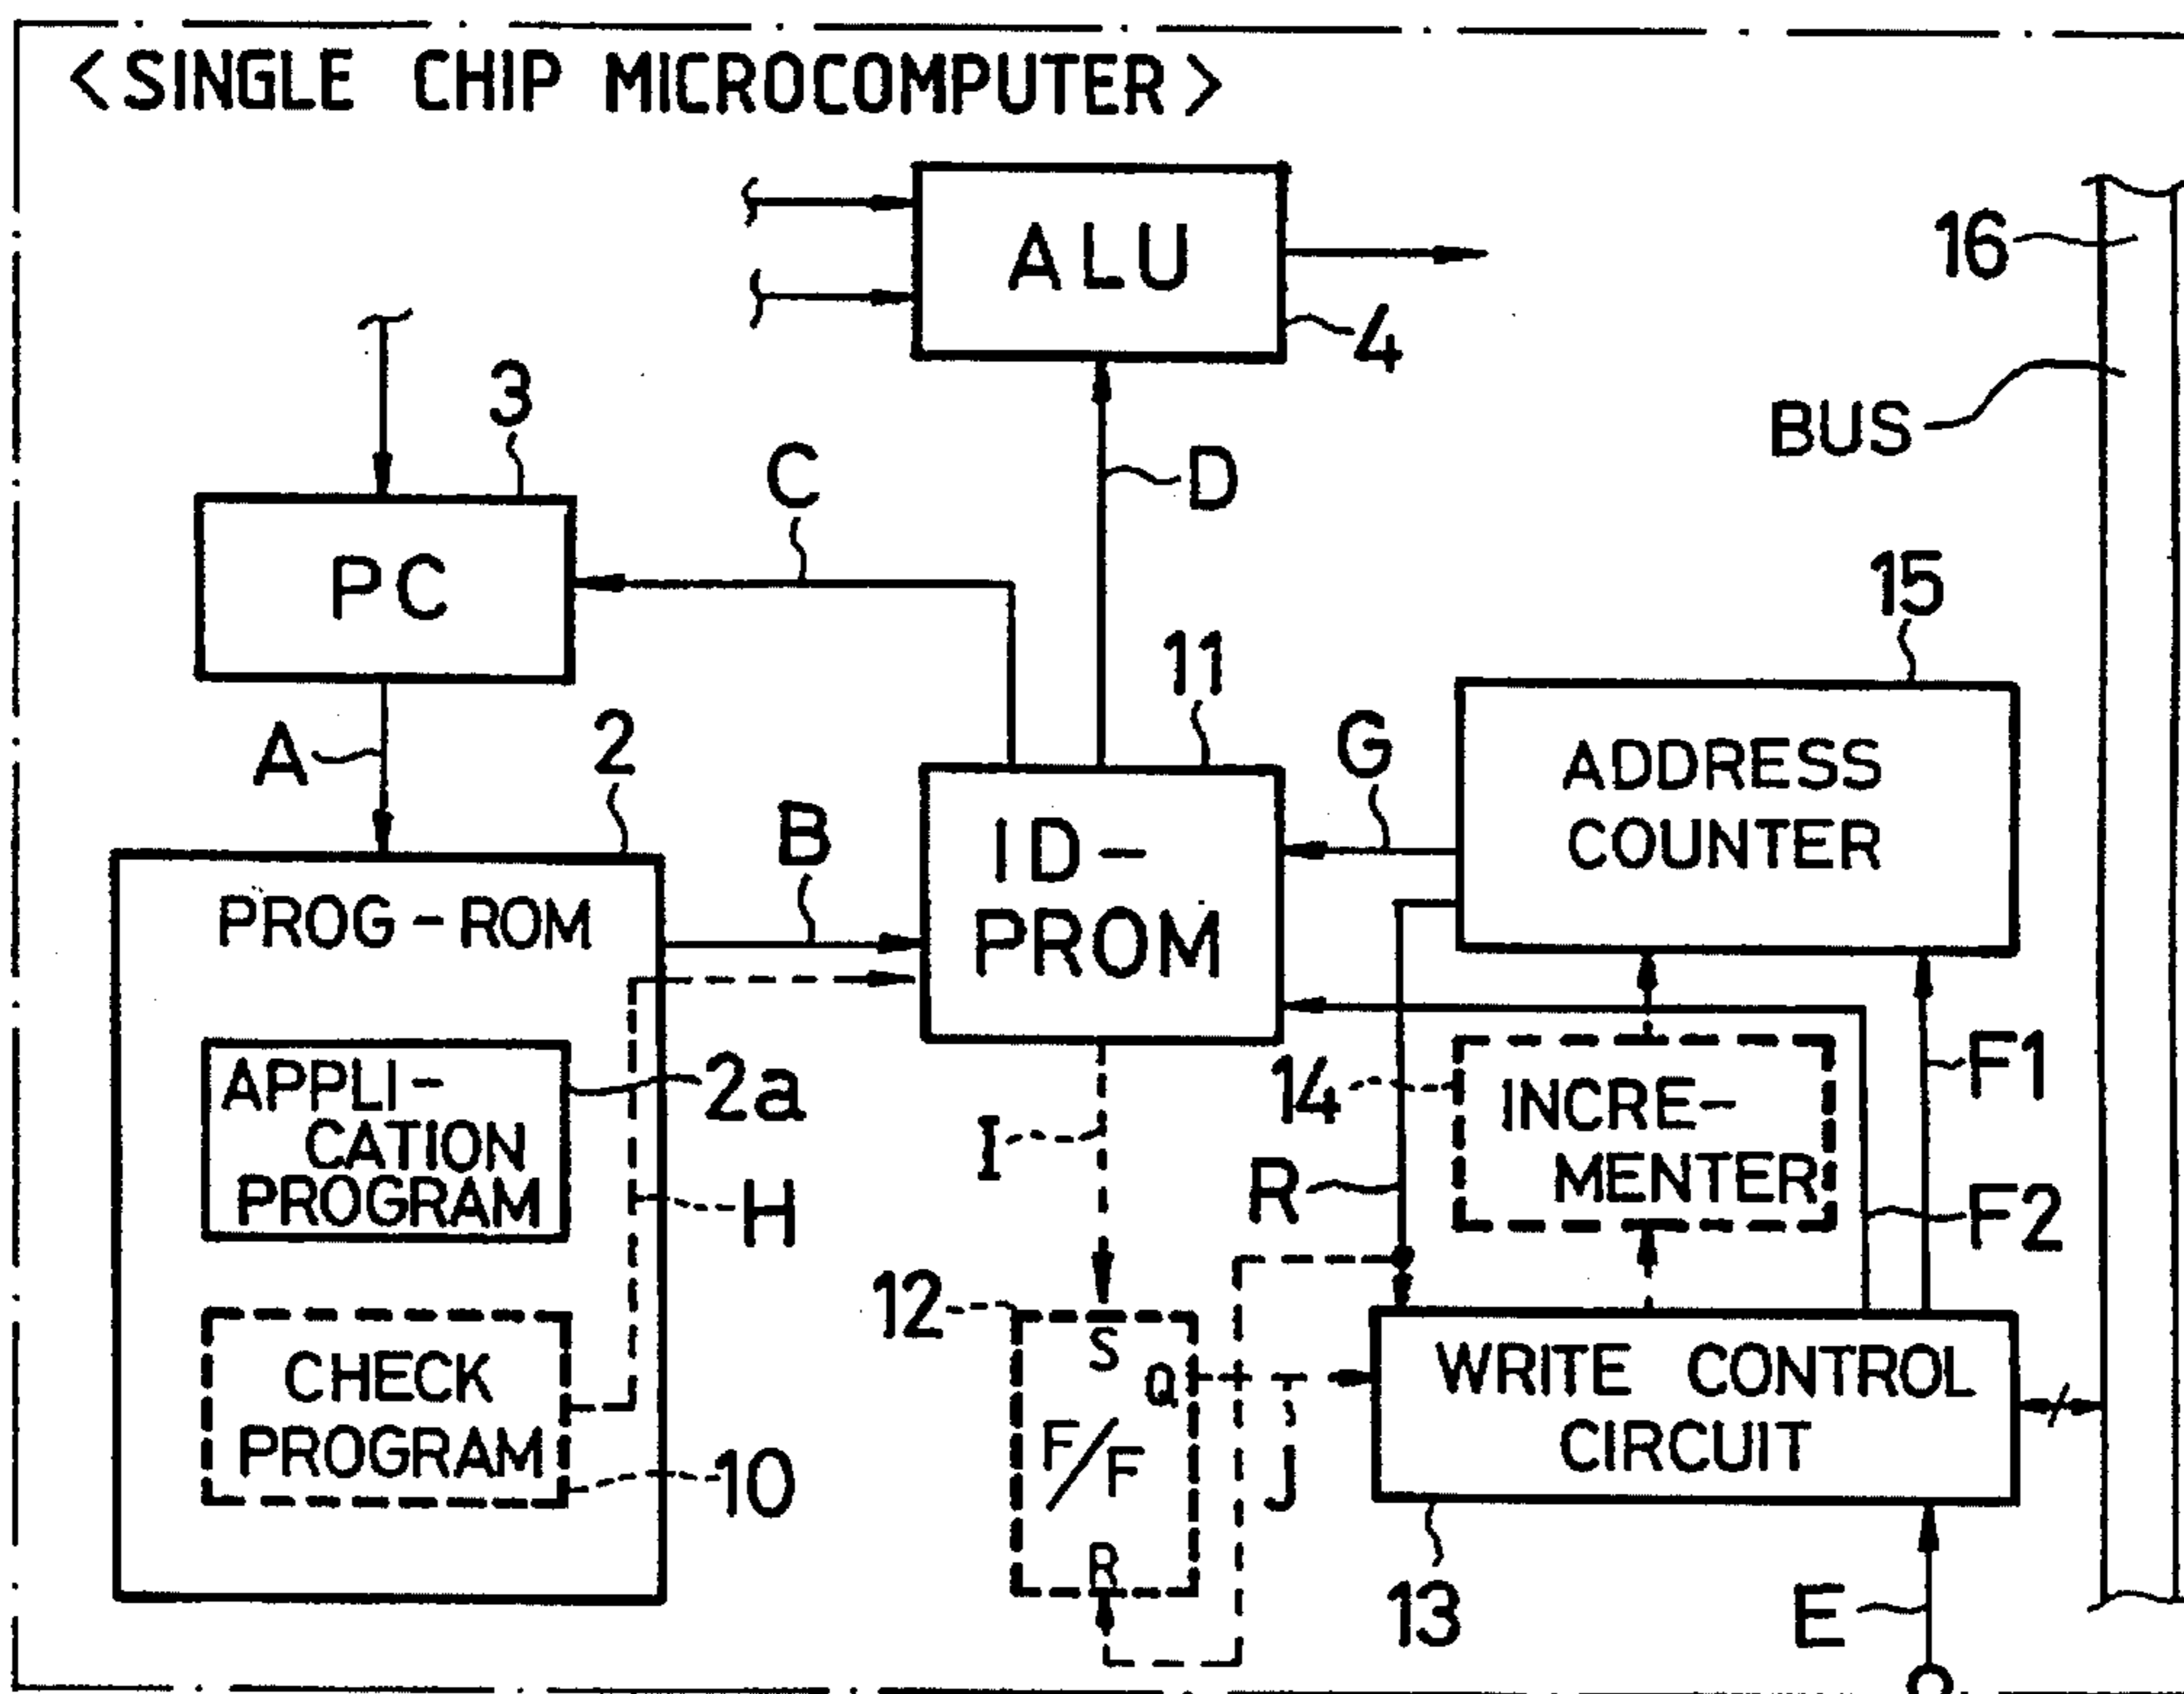 <SINGLE CHIP MICROCOMPUTER>
ALU
4
16
BUS
3
C
D
PC
15
11
A
2
G
ADDRESS
COUNTER
B
ID-
PROM
PROG-ROM
APPLI-
CATION
PROGRAM
2a
14
INCRE-
MENTER
F1
I
H
R
F2
12
S
Q
CHECK
PROGRAM
WRITE CONTROL
CIRCUIT
F/F
J
10
R
13
E